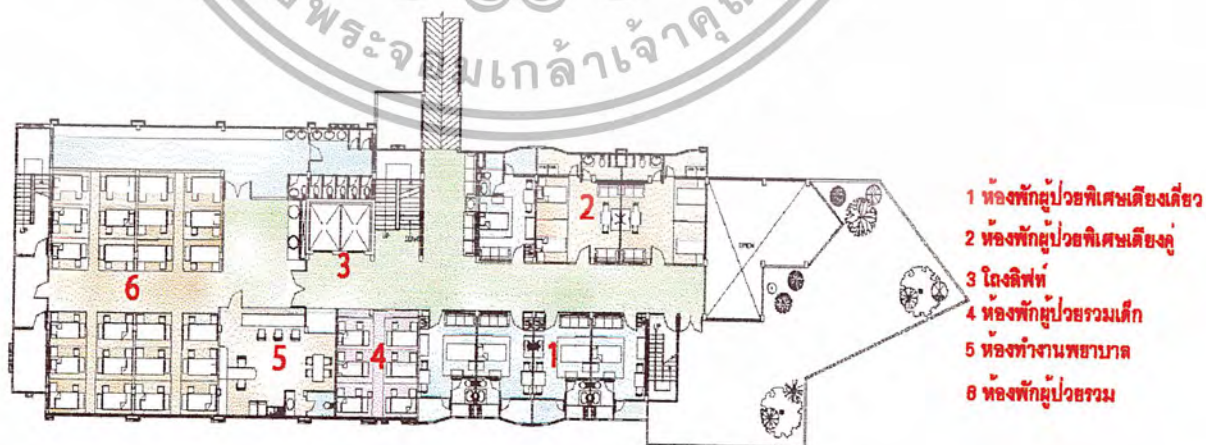 พระจอมเกล้าเจ้าคุณ
2
3
6
5
4
1
UP
DOWN
OPEN
1 ห้องพักผู้ป่วยพิเศษเตียงเดี่ยว
2 ห้องพักผู้ป่วยพิเศษเตียงคู่
3 โถงลิฟท์
4 ห้องพักผู้ป่วยรวมเด็ก
5 ห้องทำงานพยาบาล
6 ห้องพักผู้ป่วยรวม